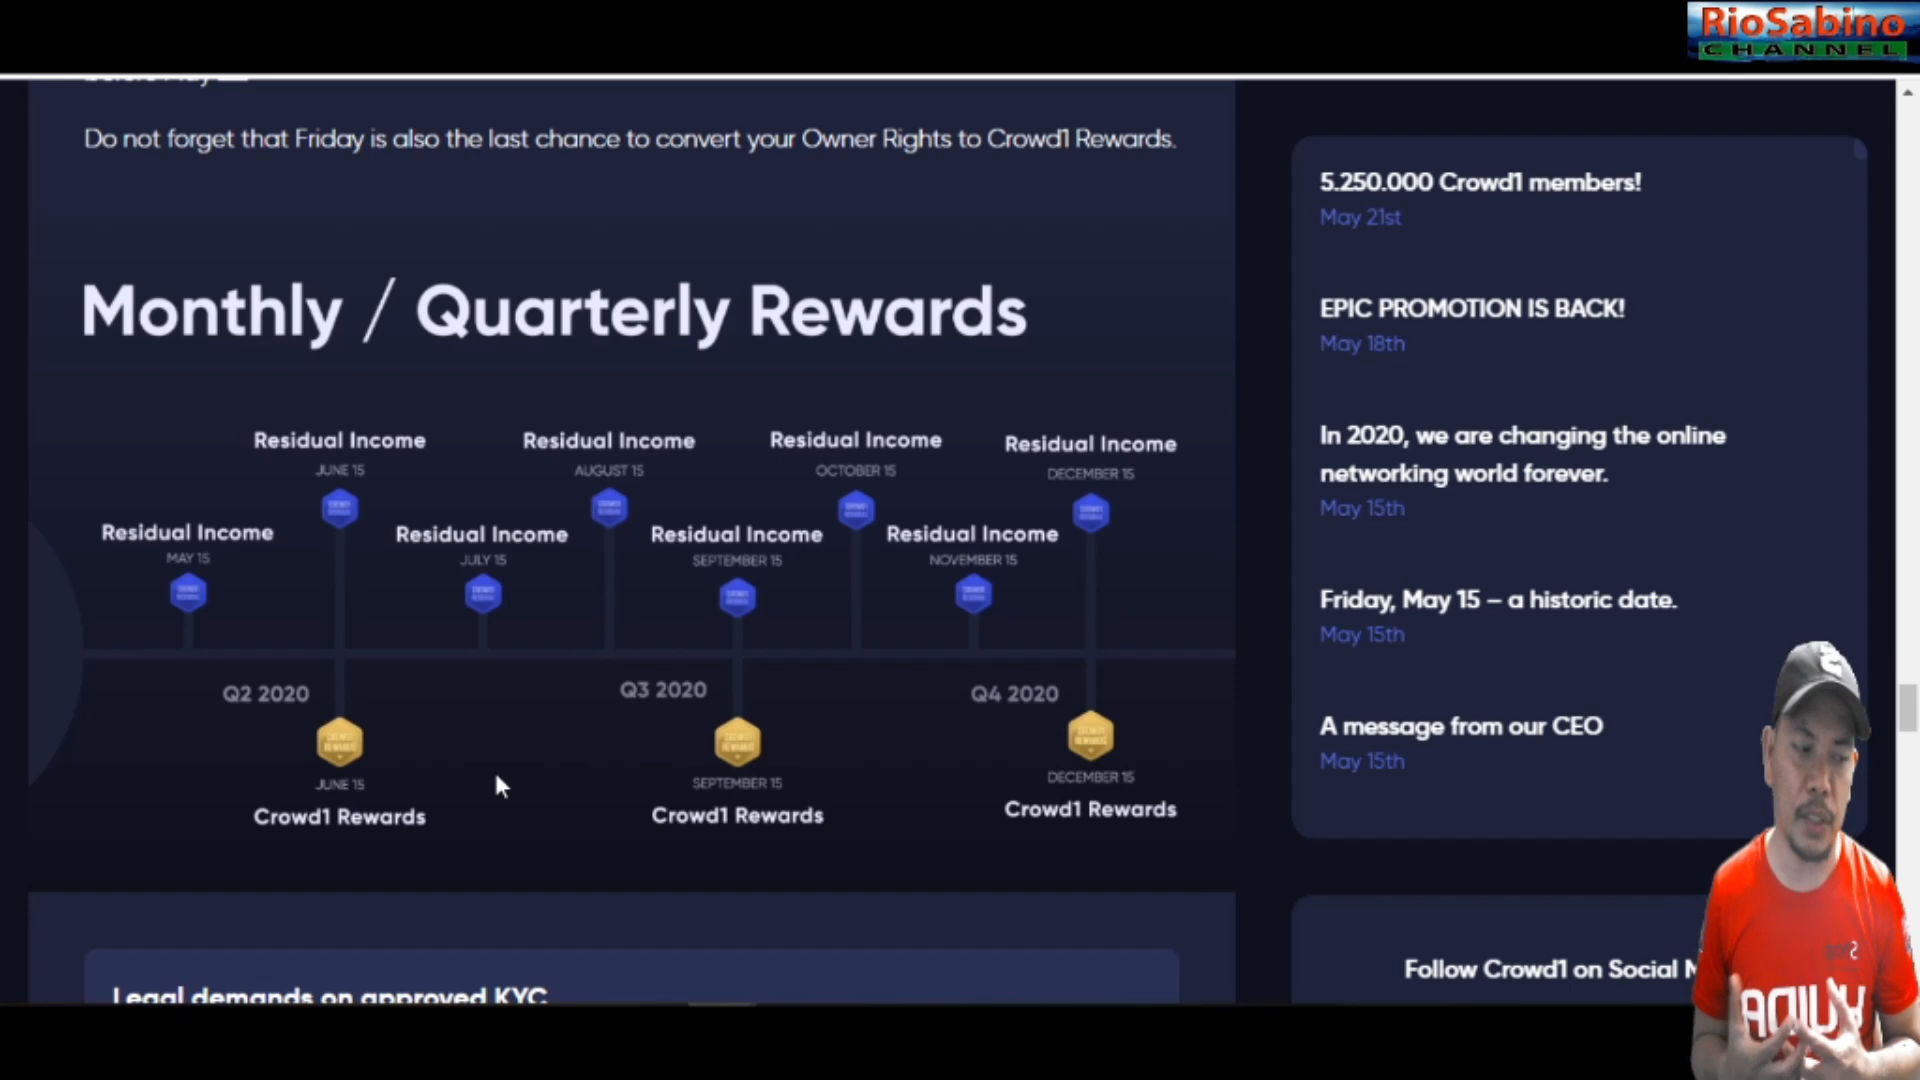 RioSabino
CHANNEL
Do not forget that Friday is also the last chance to convert your Owner Rights to Crowd1 Rewards.
Monthly / Quarterly Rewards
Residual Income
JUNE 15
Residual Income
AUGUST 15
Residual Income
OCTOBER 15
Residual Income
DECEMBER 15
Residual Income
MAY 15
Residual Income
JULY 15
Residual Income
SEPTEMBER 15
Residual Income
NOVEMBER 15
Q2 2020
Q3 2020
Q4 2020
JUNE 15
Crowd1 Rewards
SEPTEMBER 15
Crowd1 Rewards
DECEMBER 15
Crowd1 Rewards
Legal demands on approved KYC
5.250.000 Crowd1 members!
May 21st
EPIC PROMOTION IS BACK!
May 18th
In 2020, we are changing the online
networking world forever.
May 15th
Friday, May 15 – a historic date.
May 15th
A message from our CEO
May 15th
Follow Crowd1 on Social